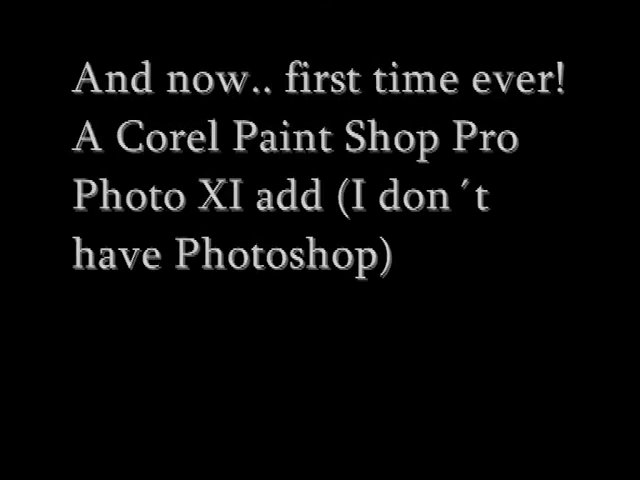 And now.. first time ever!
A Corel Paint Shop Pro
Photo XI add (I don´t
have Photoshop)